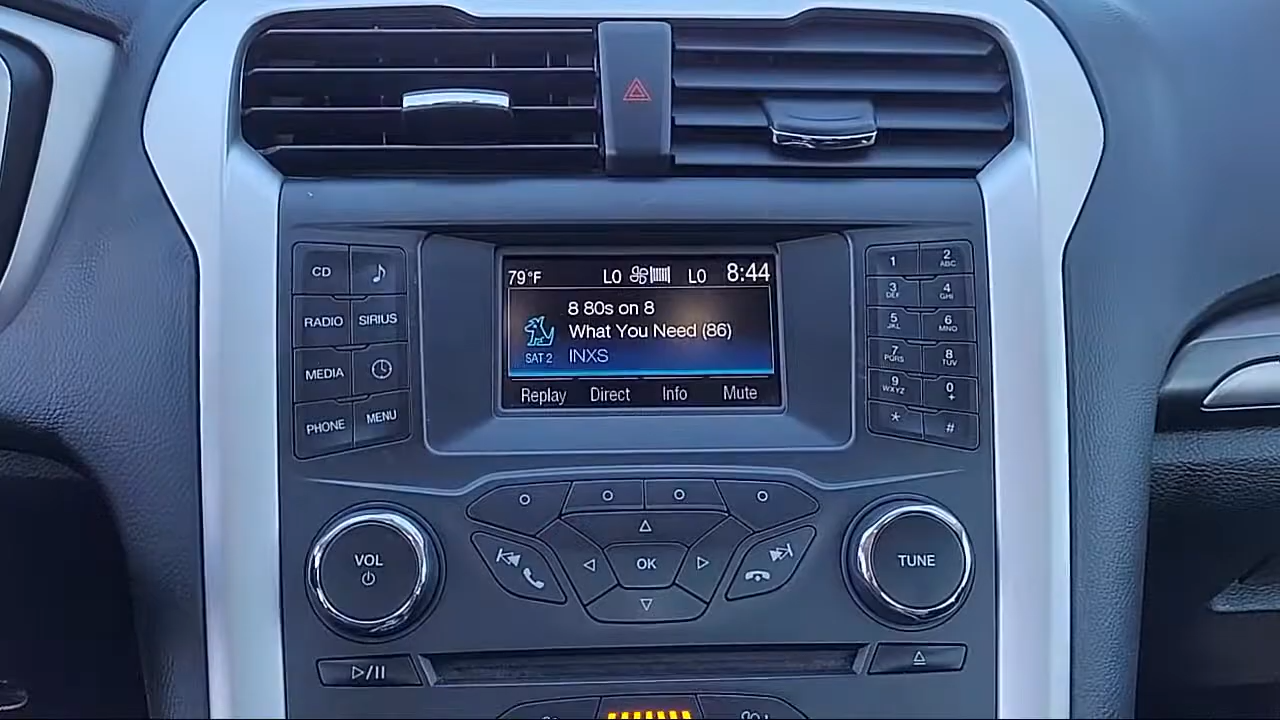 79°F LO LO 8:44
8 80s on 8
What You Need (86)
SAT 2 INXS
Replay Direct Info Mute
CD
RADIO SIRIUS
MEDIA
PHONE MENU
1 2 ABC
3 DEF 4 GHI
5 JKL 6 MNO
7 PQRS 8 TUV
9 WXYZ 0 +
* #
VOL
OK
TUNE